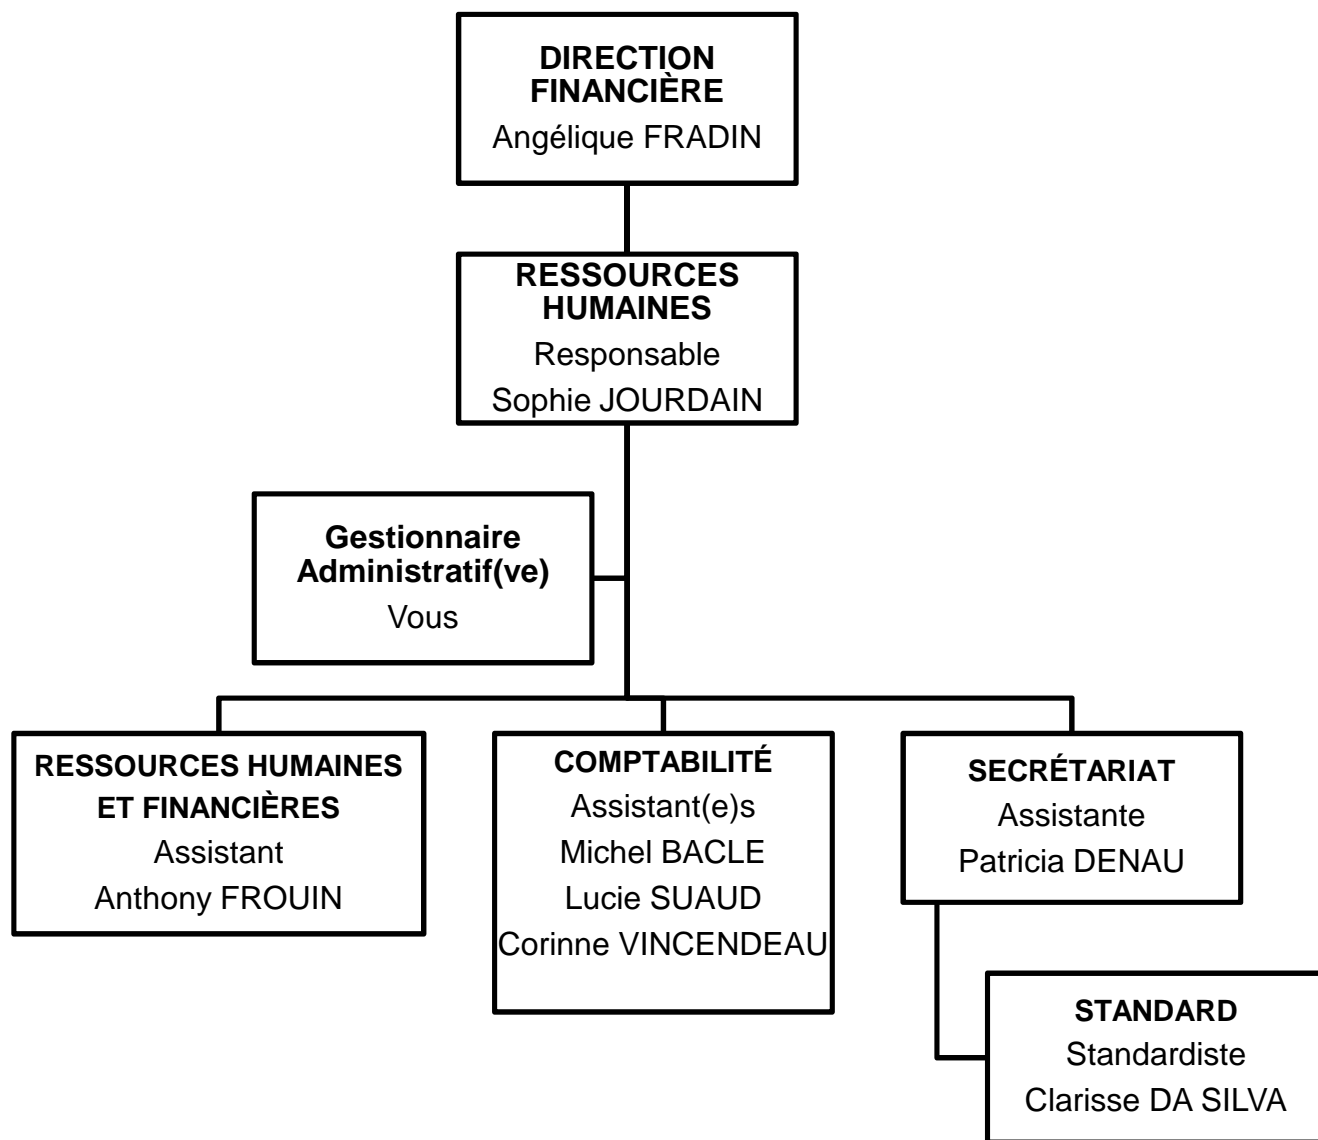 DIRECTION
FINANCIÈRE
Angélique FRADIN
RESSOURCES
HUMAINES
Responsable
Sophie JOURDAIN
Gestionnaire
Administratif(ve)
Vous
RESSOURCES HUMAINES
ET FINANCIÈRES
Assistant
Anthony FROUIN
COMPTABILITÉ
Assistant(e)s
Michel BACLE
Lucie SUAUD
Corinne VINCENDEAU
SECRÉTARIAT
Assistante
Patricia DENAU
STANDARD
Standardiste
Clarisse DA SILVA